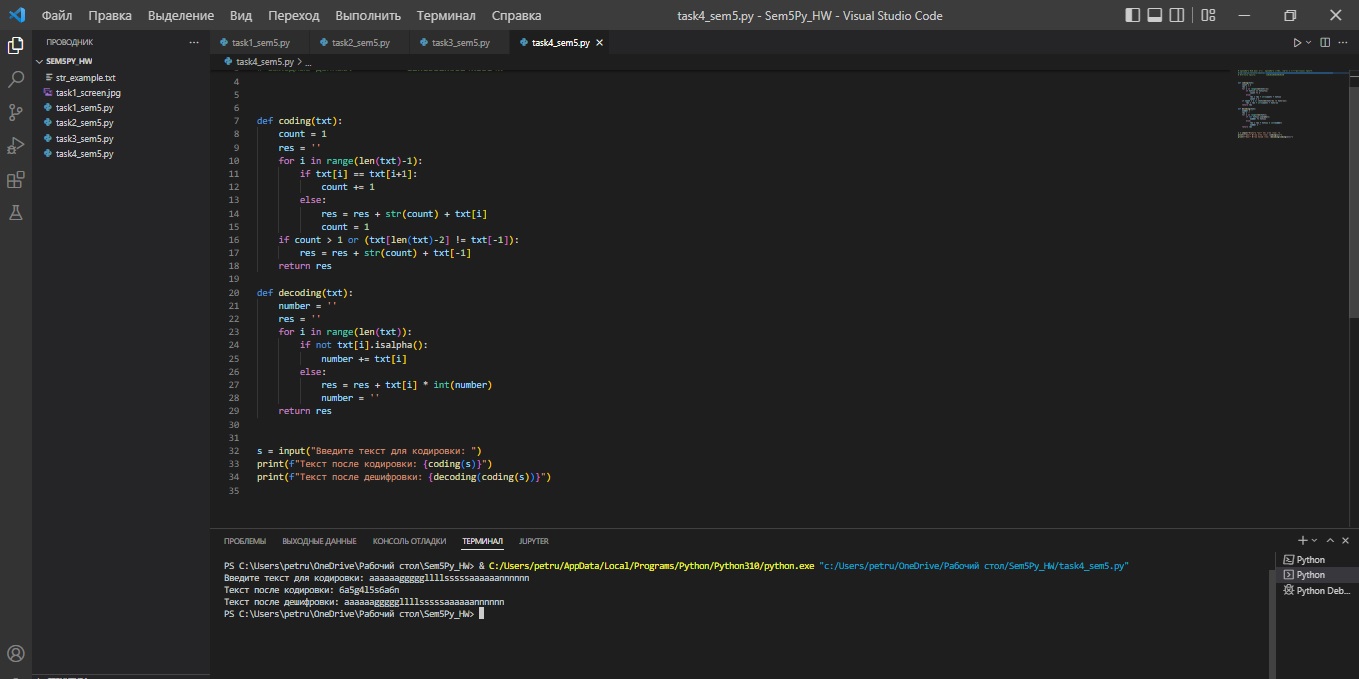 Файл Правка Выделение Вид Переход Выполнить Терминал Справка task4_sem5.py - Sem5Py_HW - Visual Studio Code
ПРОВОДНИК ...
SEM5PY_HW
str_example.txt
task1_screen.jpg
task1_sem5.py
task2_sem5.py
task3_sem5.py
task4_sem5.py
task1_sem5.py task2_sem5.py task3_sem5.py task4_sem5.py
task4_sem5.py > ...
4
5
6
7 def coding(txt):
8 count = 1
9 res = ''
10 for i in range(len(txt)-1):
11 if txt[i] == txt[i+1]:
12 count += 1
13 else:
14 res = res + str(count) + txt[i]
15 count = 1
16 if count > 1 or (txt[len(txt)-2] != txt[-1]):
17 res = res + str(count) + txt[-1]
18 return res
19
20 def decoding(txt):
21 number = ''
22 res = ''
23 for i in range(len(txt)):
24 if not txt[i].isalpha():
25 number += txt[i]
26 else:
27 res = res + txt[i] * int(number)
28 number = ''
29 return res
30
31
32 s = input("Введите текст для кодировки: ")
33 print(f"Текст после кодировки: {coding(s)}")
34 print(f"Текст после дешифровки: {decoding(coding(s))}")
35
ПРОБЛЕМЫ ВЫХОДНЫЕ ДАННЫЕ КОНСОЛЬ ОТЛАДКИ ТЕРМИНАЛ JUPYTER
PS C:\Users\petru\OneDrive\Рабочий стол\Sem5Py_HW> & C:/Users/petru/AppData/Local/Programs/Python/Python310/python.exe "c:/Users/petru/OneDrive/Рабочий стол/Sem5Py_HW/task4_sem5.py"
Введите текст для кодировки: aaaaaagggggllllsssssaaaaaannnnnn
Текст после кодировки: 6a5g4l5s6a6n
Текст после дешифровки: aaaaaagggggllllsssssaaaaaannnnnn
PS C:\Users\petru\OneDrive\Рабочий стол\Sem5Py_HW>
Python
Python
Python Deb...